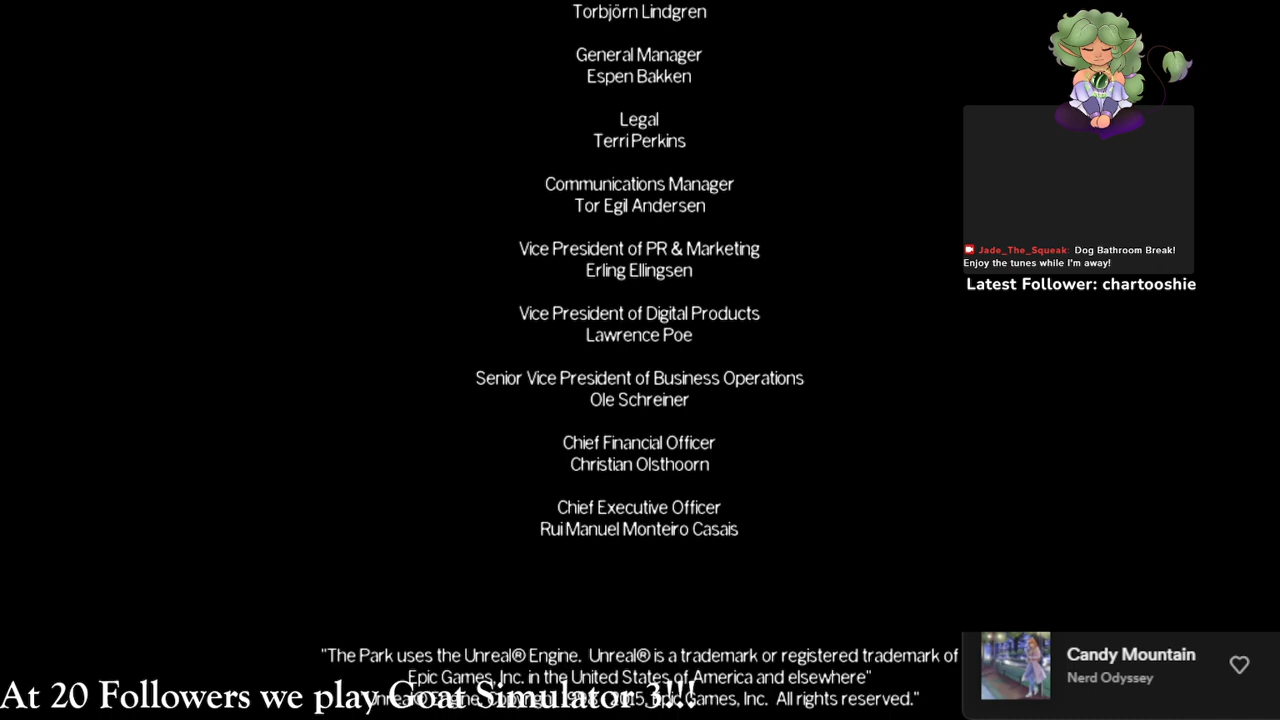 Torbjörn Lindgren
General Manager
Espen Bakken
Legal
Terri Perkins
Communications Manager
Tor Egil Andersen
Vice President of PR & Marketing
Erling Ellingsen
Vice President of Digital Products
Lawrence Poe
Senior Vice President of Business Operations
Ole Schreiner
Chief Financial Officer
Christian Olsthoorn
Chief Executive Officer
Rui Manuel Monteiro Casais
"The Park uses the Unreal® Engine. Unreal® is a trademark or registered trademark of
Epic Games, Inc. in the United States of America and elsewhere"
2015, Epic Games, Inc. All rights reserved."
At 20 Followers we play Goat Simulator 3!!!
Jade_The_Squeak: Dog Bathroom Break!
Enjoy the tunes while I'm away!
Latest Follower: chartooshie
Candy Mountain
Nerd Odyssey